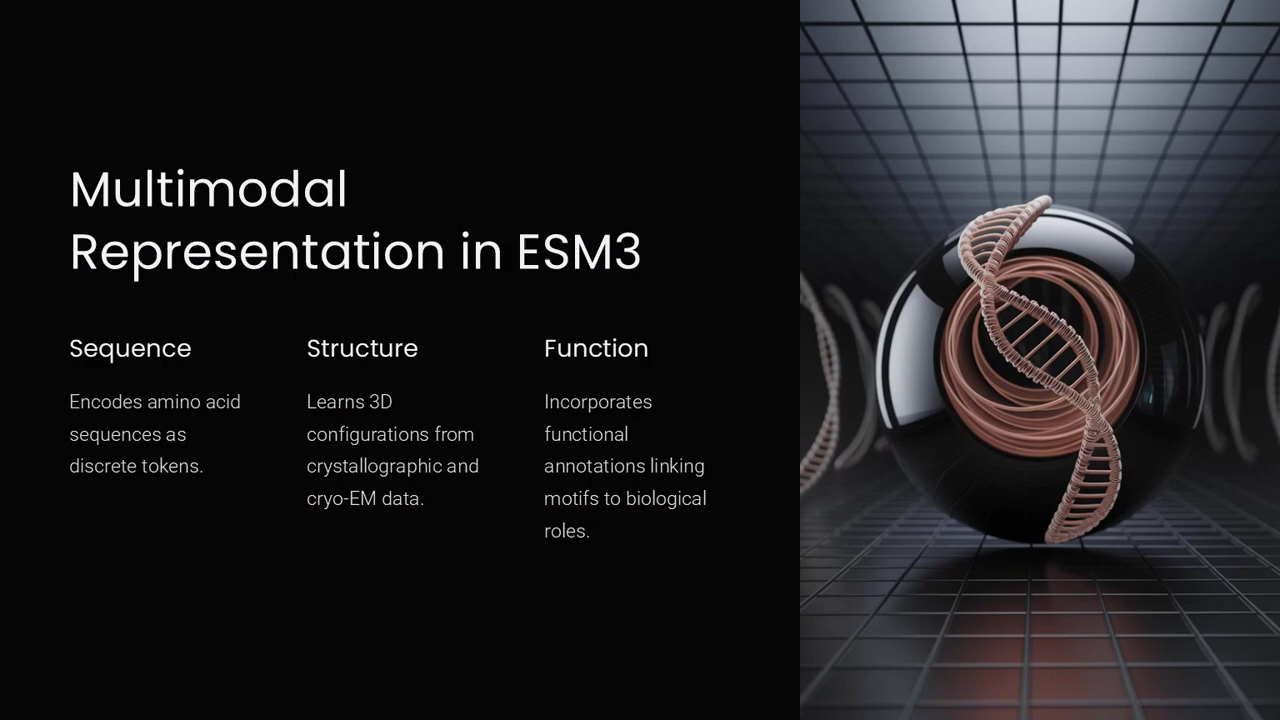 Multimodal
Representation in ESM3
Sequence
Encodes amino acid
sequences as
discrete tokens.
Structure
Learns 3D
configurations from
crystallographic and
cryo-EM data.
Function
Incorporates
functional
annotations linking
motifs to biological
roles.